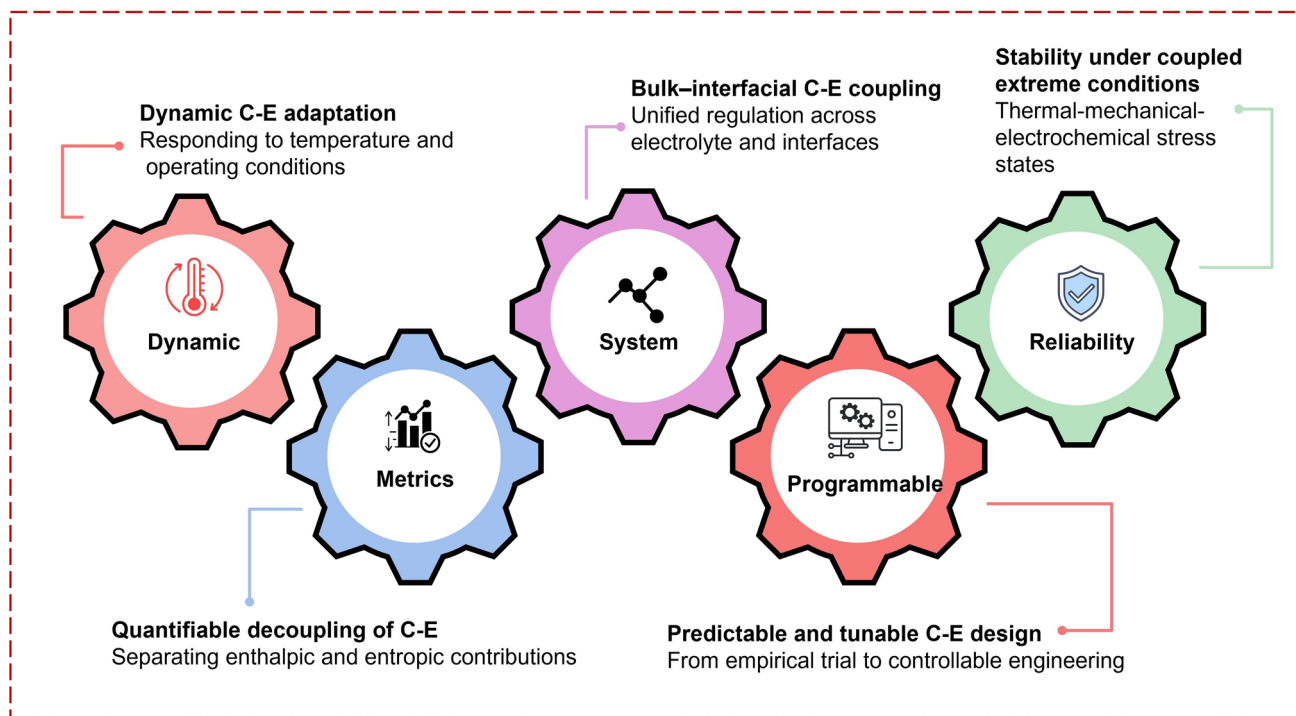 Dynamic C-E adaptation
Responding to temperature and
operating conditions
Dynamic
Quantifiable decoupling of C-E
Separating enthalpic and entropic contributions
Metrics
Bulk–interfacial C-E coupling
Unified regulation across
electrolyte and interfaces
System
Predictable and tunable C-E design
From empirical trial to controllable engineering
Programmable
Stability under coupled
extreme conditions
Thermal-mechanical-
electrochemical stress
states
Reliability